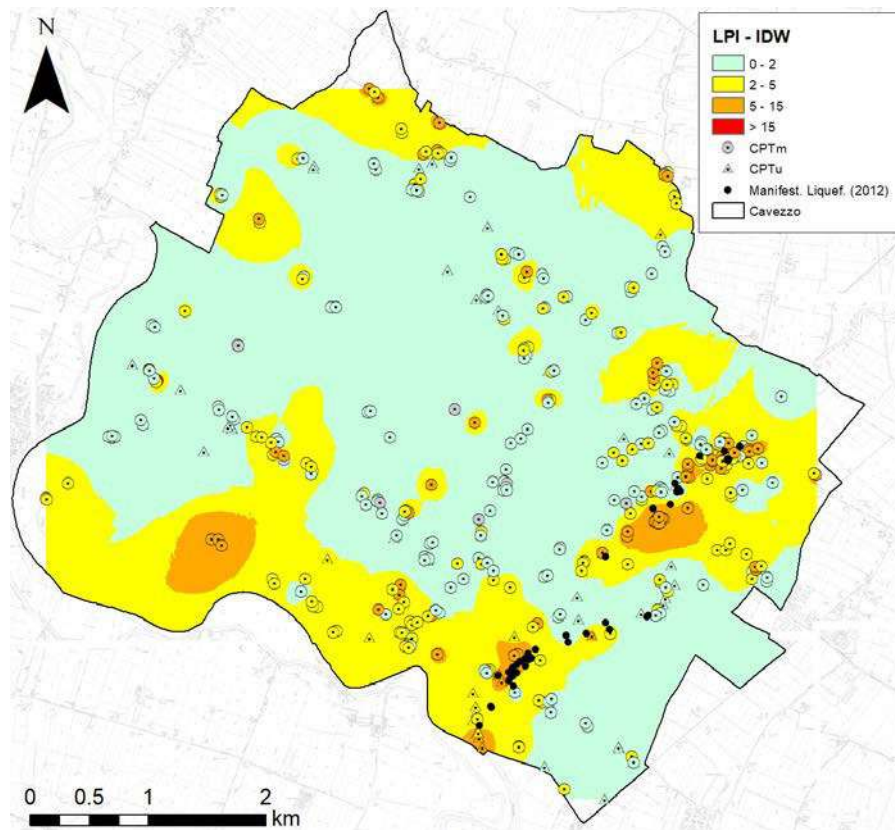 N
LPI - IDW
0 - 2
2 - 5
5 - 15
> 15
CPTm
CPTu
Manifest. Liquef. (2012)
Cavezzo
0 0.5 1 2
km